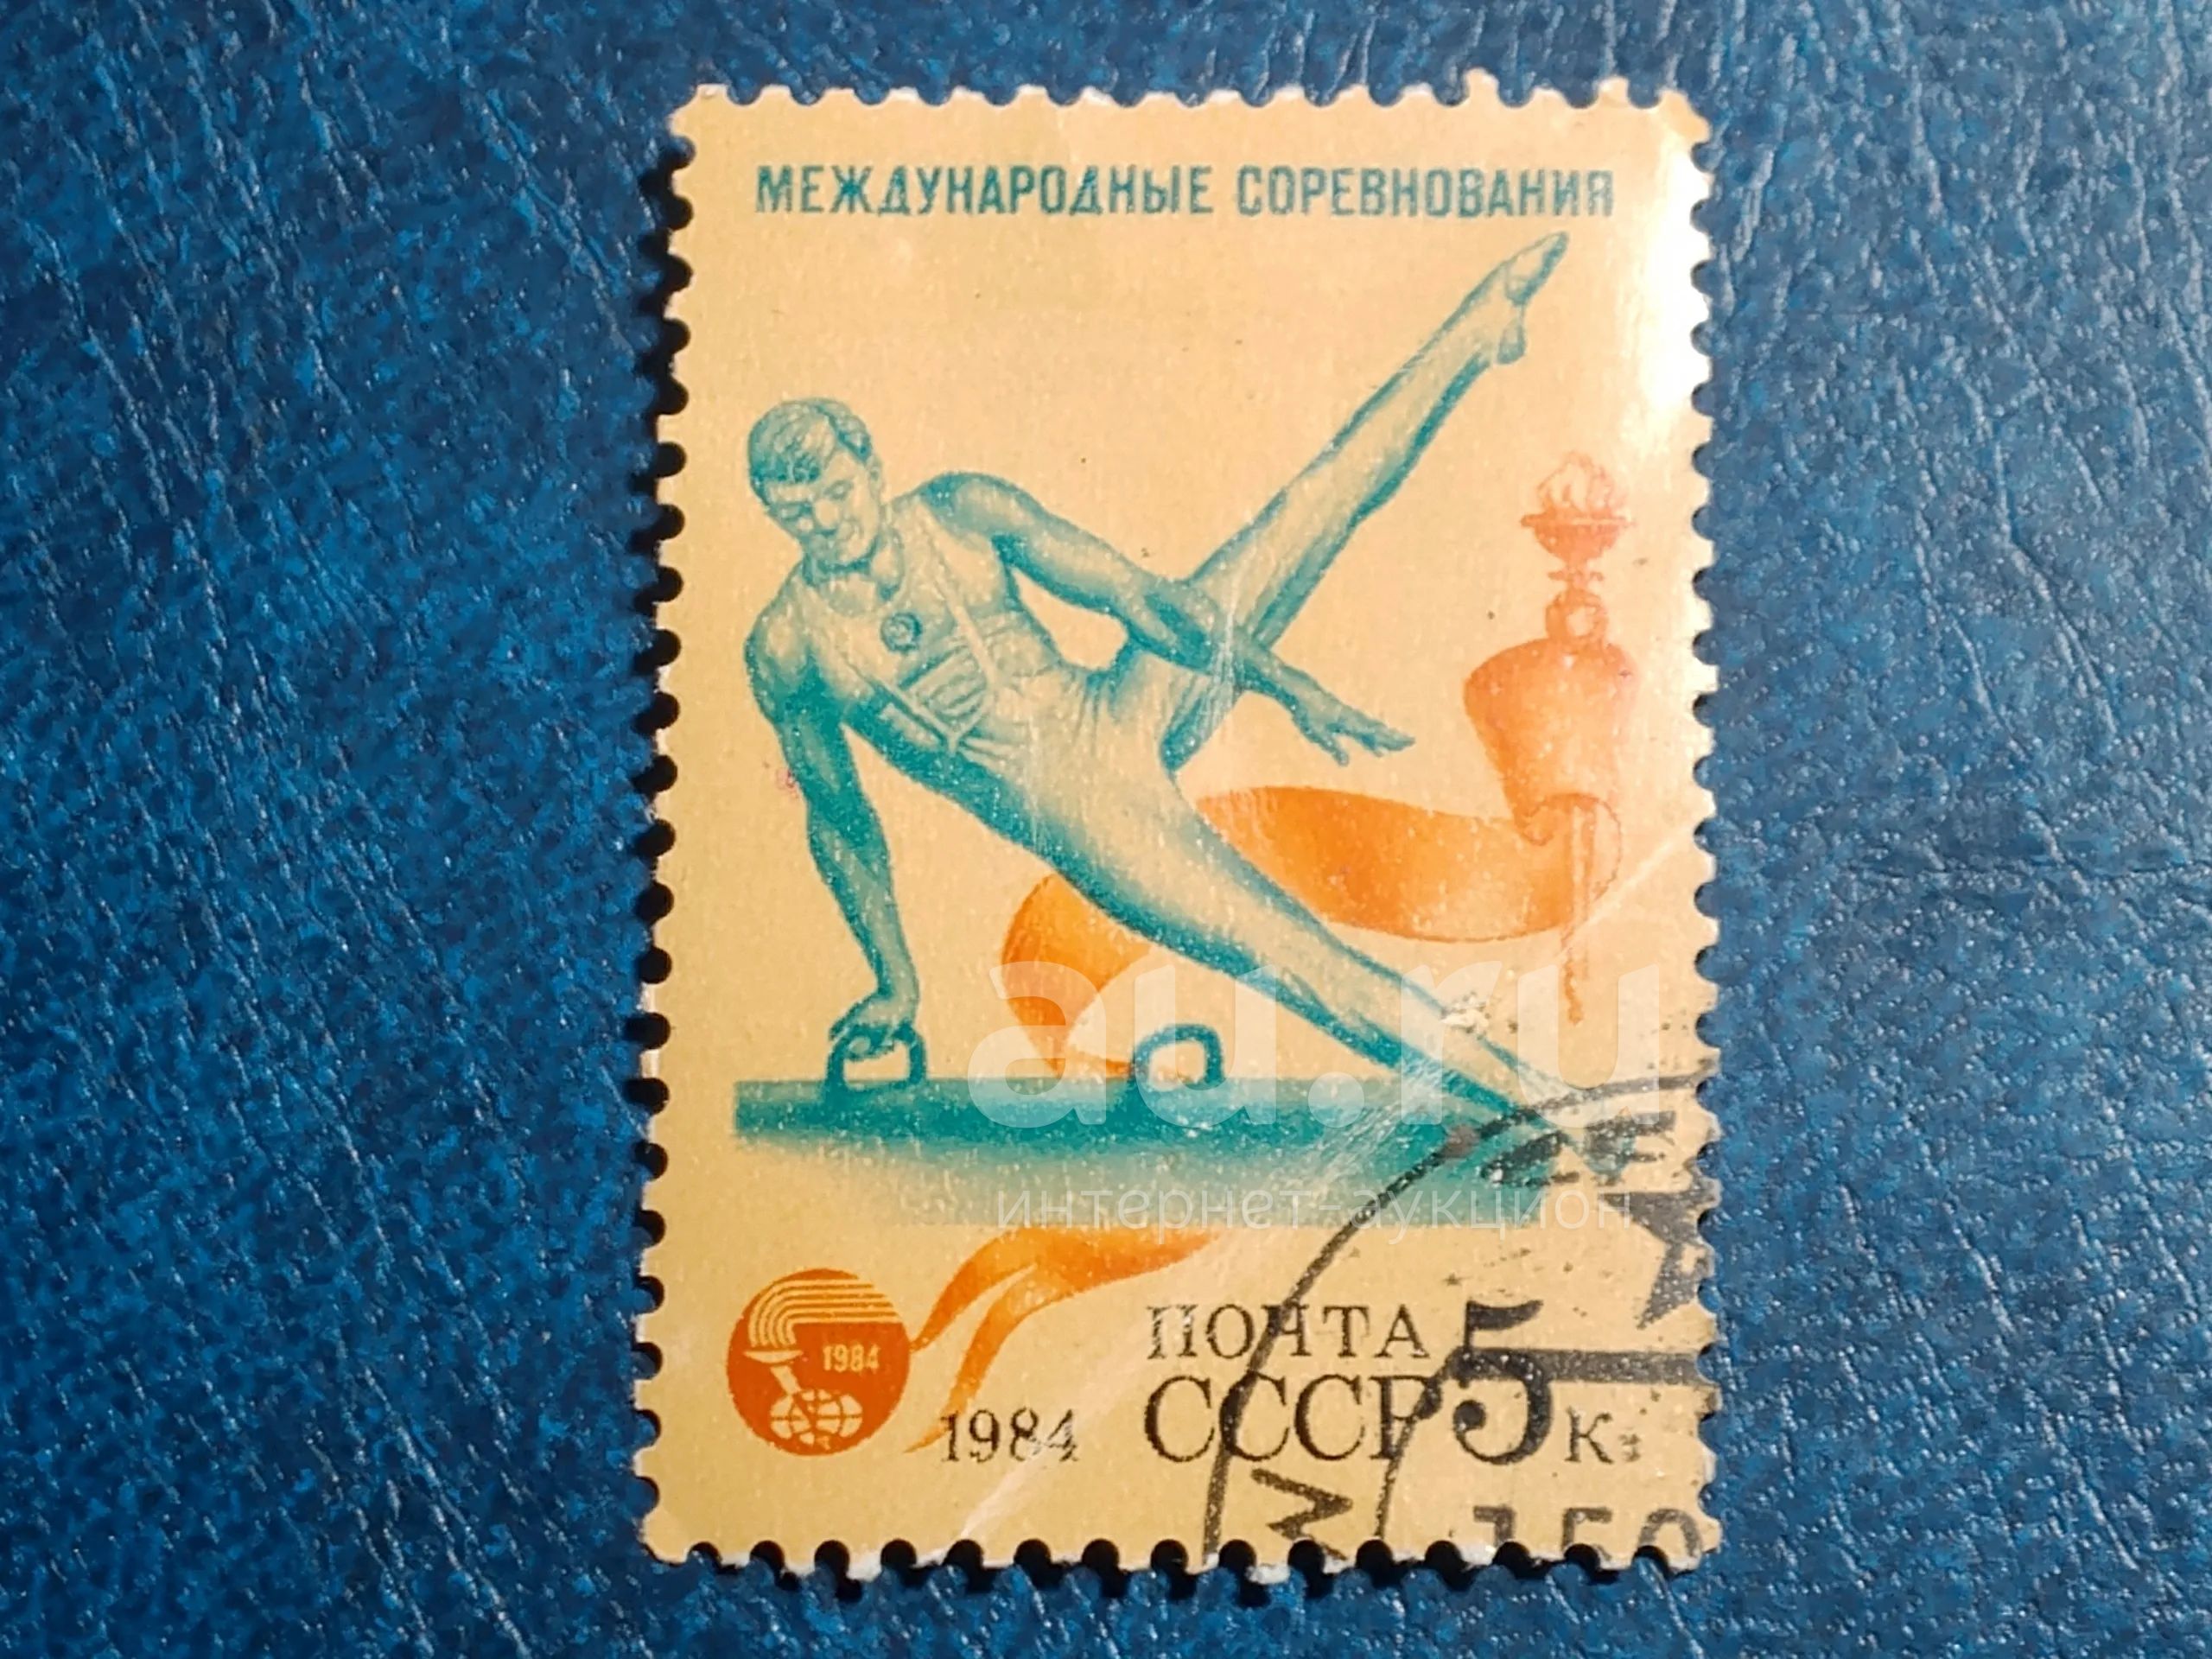 МЕЖДУНАРОДНЫЕ СОРЕВНОВАНИЯ
au.ru
интернет-аукцион
1984
ПОЧТА
1984 СССР 5 к.